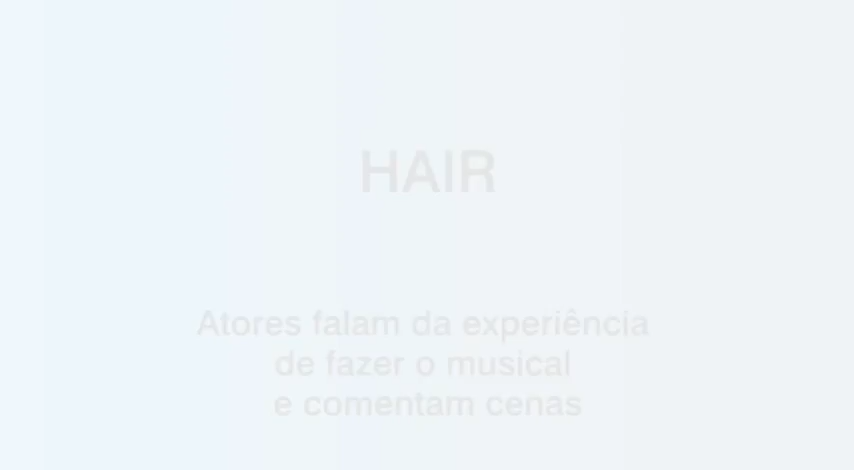 HAIR
Atores falam da experiência
de fazer o musical
e comentam cenas